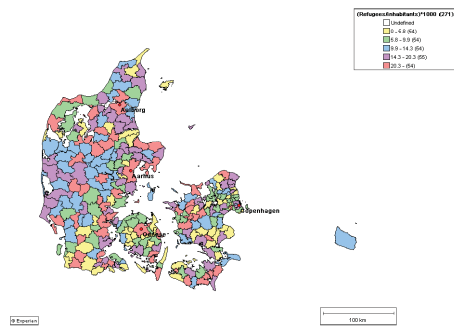 (Refugees/Inhabitants)*1000 (271)
Undefined
0 – 5.8 (54)
5.8 – 9.9 (54)
9.9 – 14.3 (54)
14.3 – 20.3 (55)
20.3 – (54)
Aalborg
Aarhus
Copenhagen
Odense
© Experian
100 km